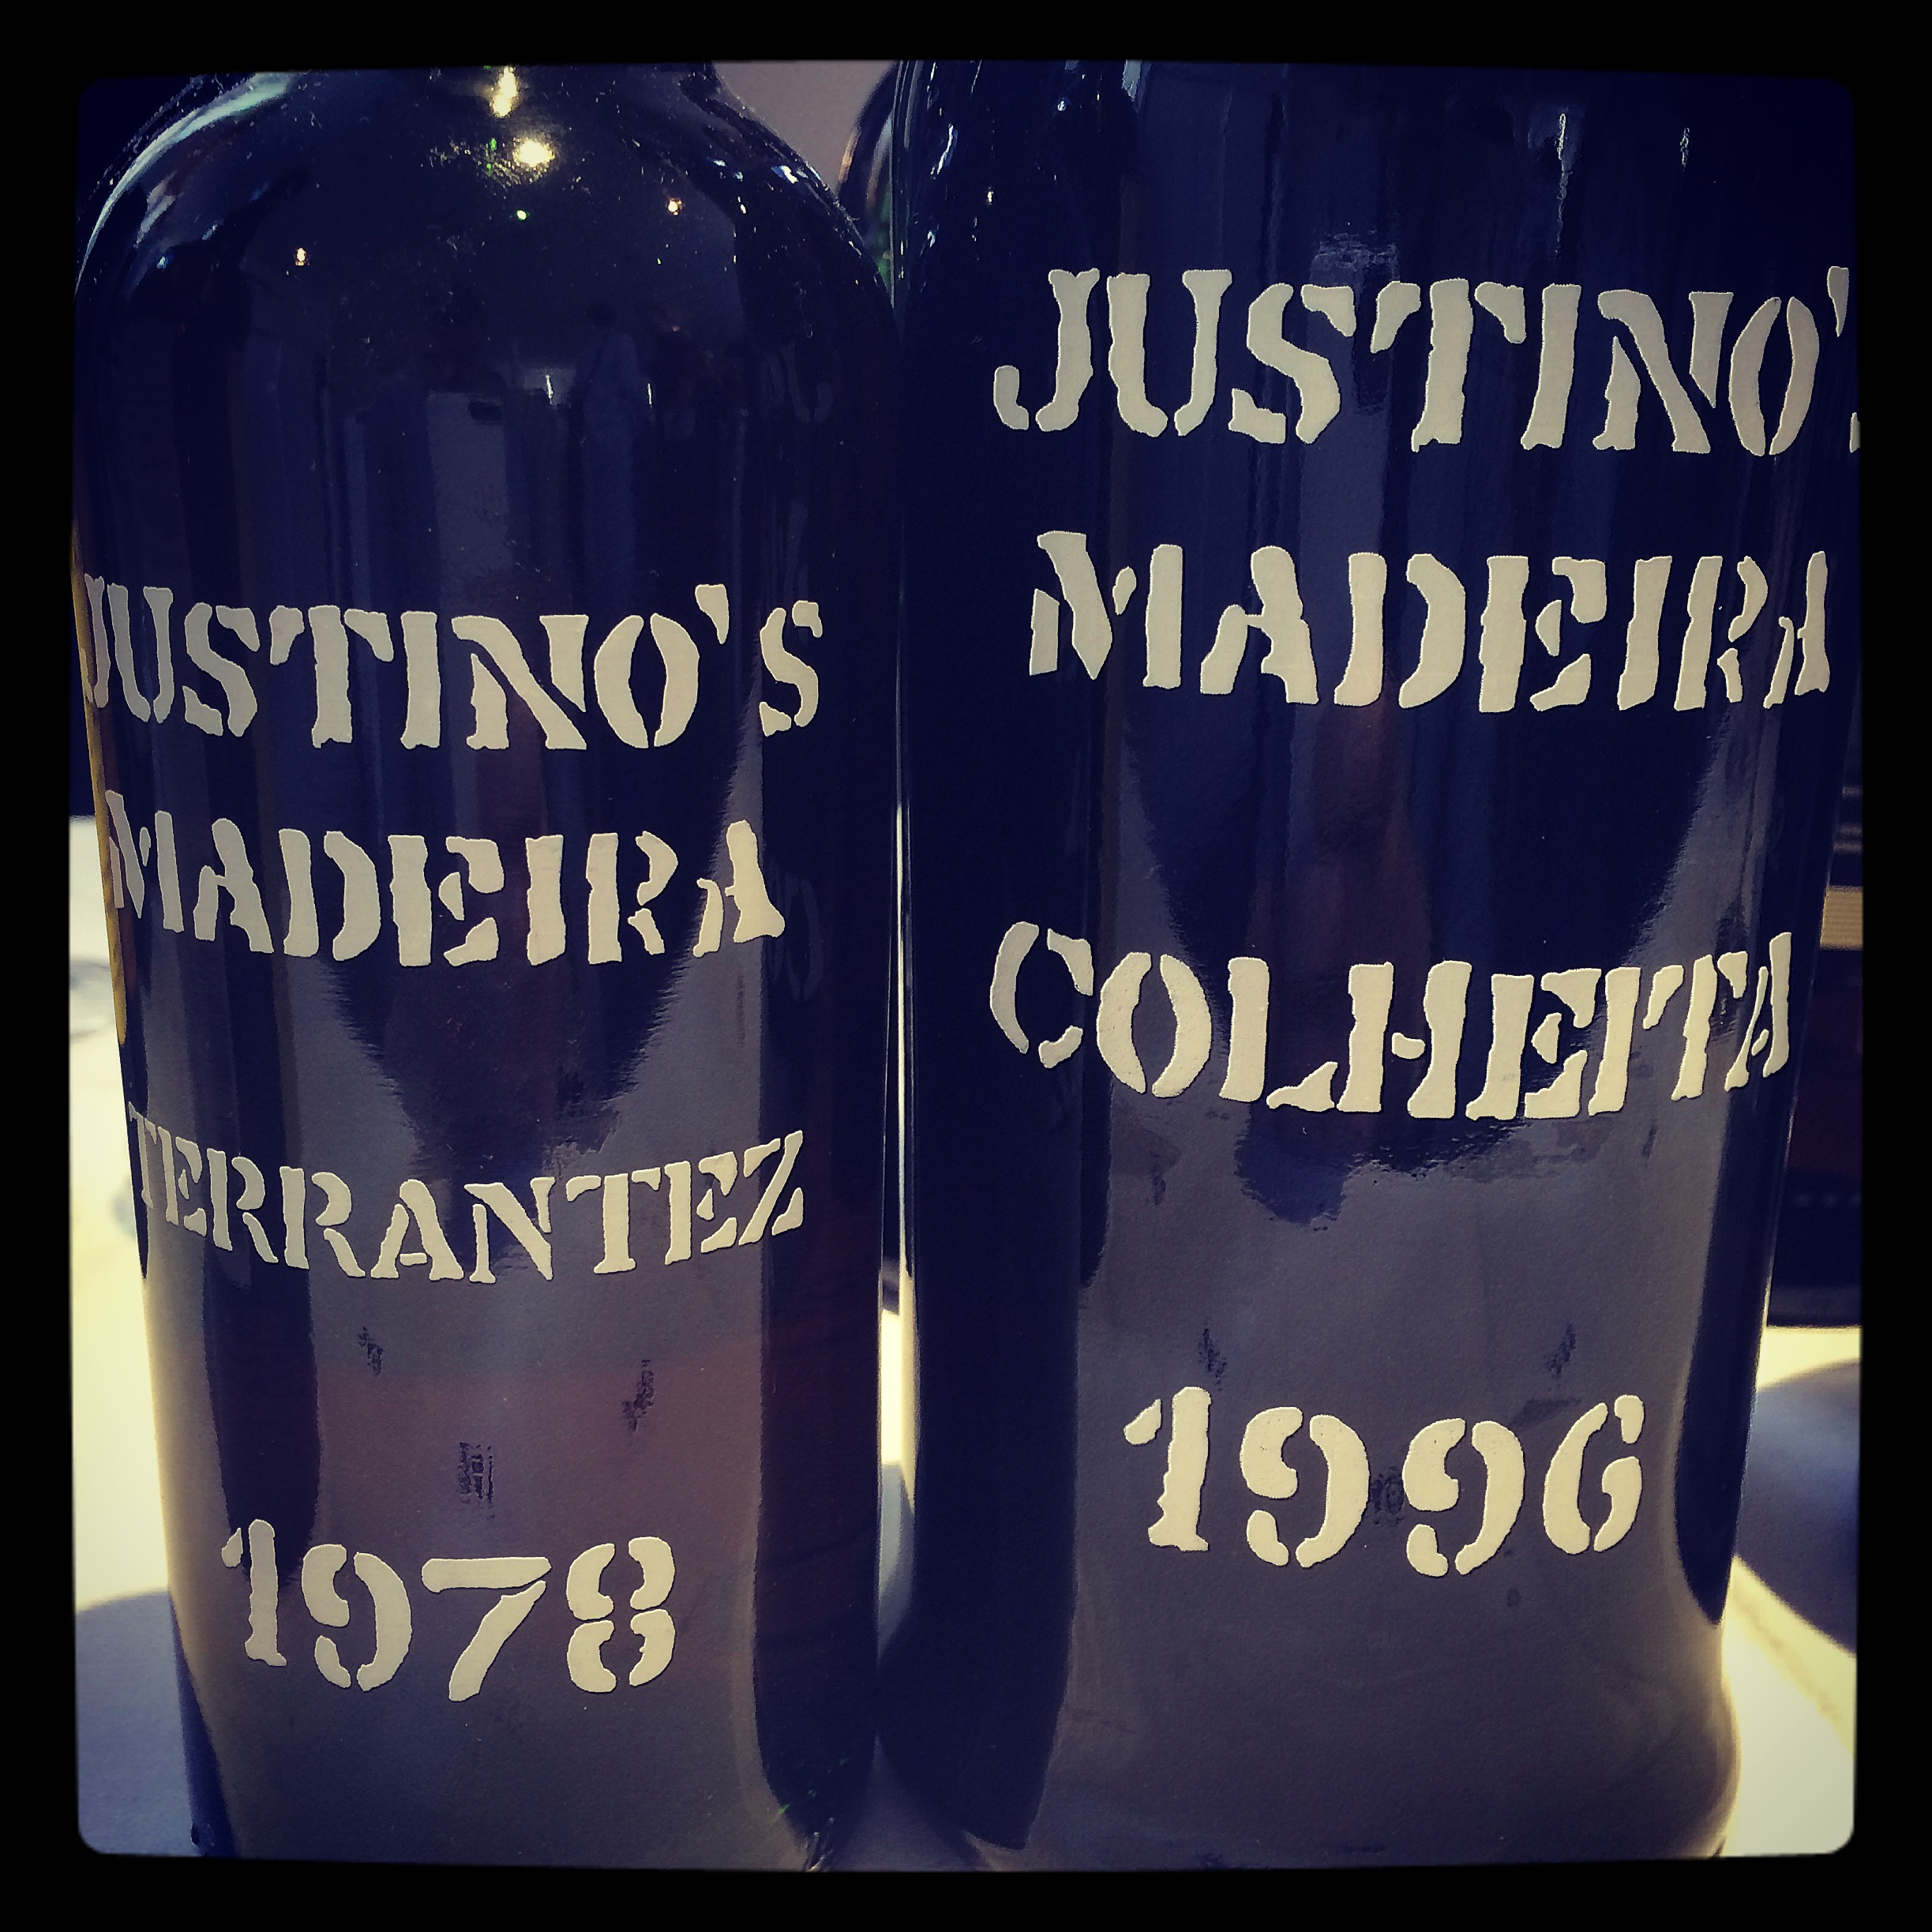 JUSTINO'S
MADEIRA
TERRANTEZ
1978
JUSTINO'
MADEIRA
COLHEITA
1996